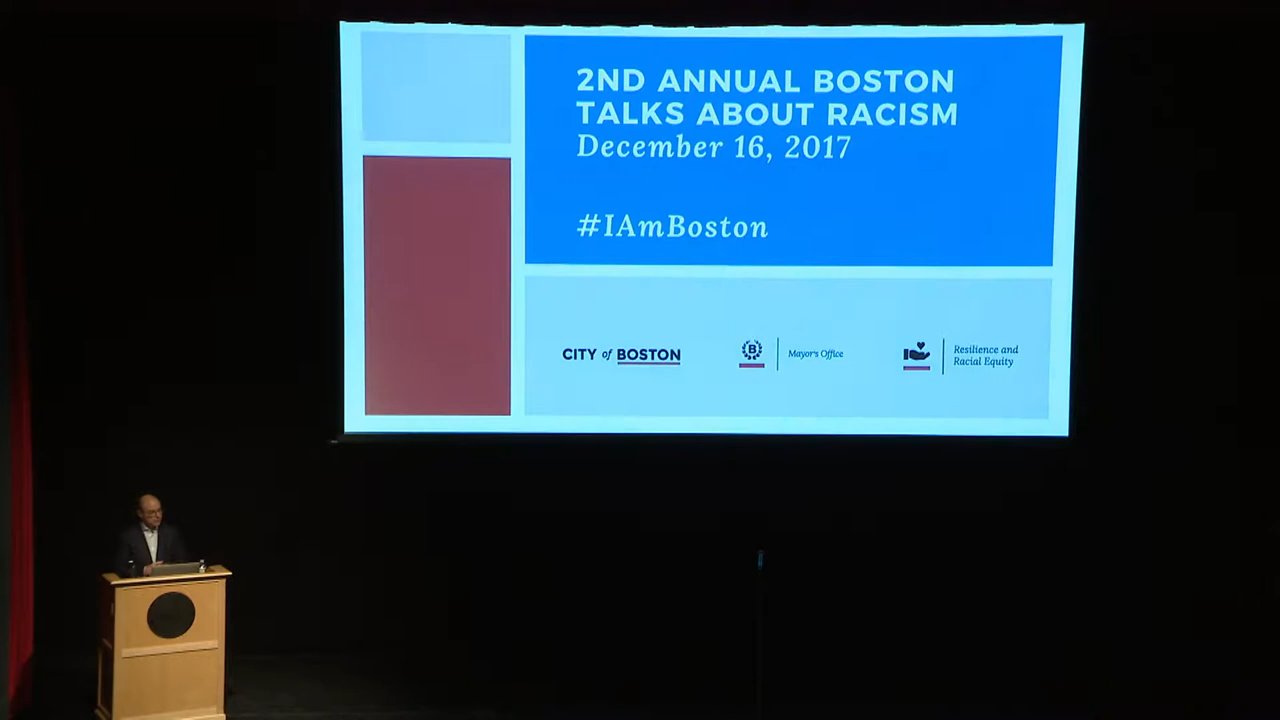 2ND ANNUAL BOSTON
TALKS ABOUT RACISM
December 16, 2017
#IAmBoston
CITY of BOSTON
B
Mayor's Office
Resilience and
Racial Equity